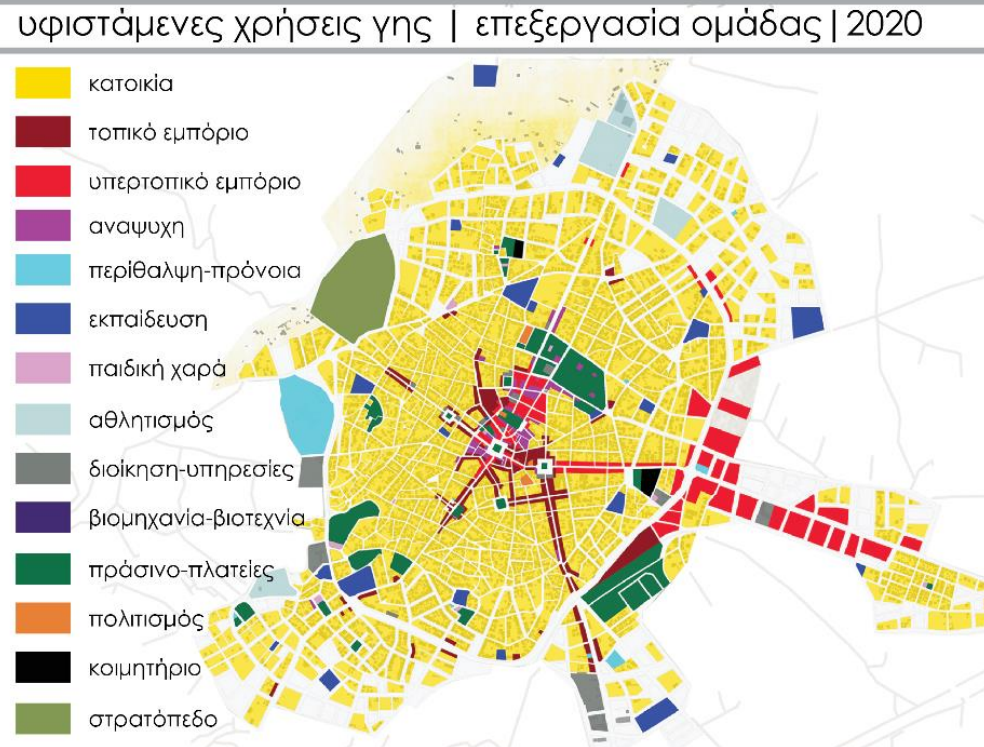 υφιστάμενες χρήσεις γης | επεξεργασία ομάδας | 2020
κατοικία
τοπικό εμπόριο
υπερτοπικό εμπόριο
αναψυχη
περίθαλψη-πρόνοια
εκπαίδευση
παιδική χαρά
αθλητισμός
διοίκηση-υπηρεσίες
βιομηχανία-βιοτεχνία
πράσινο-πλατείες
πολιτισμός
κοιμητήριο
στρατόπεδο